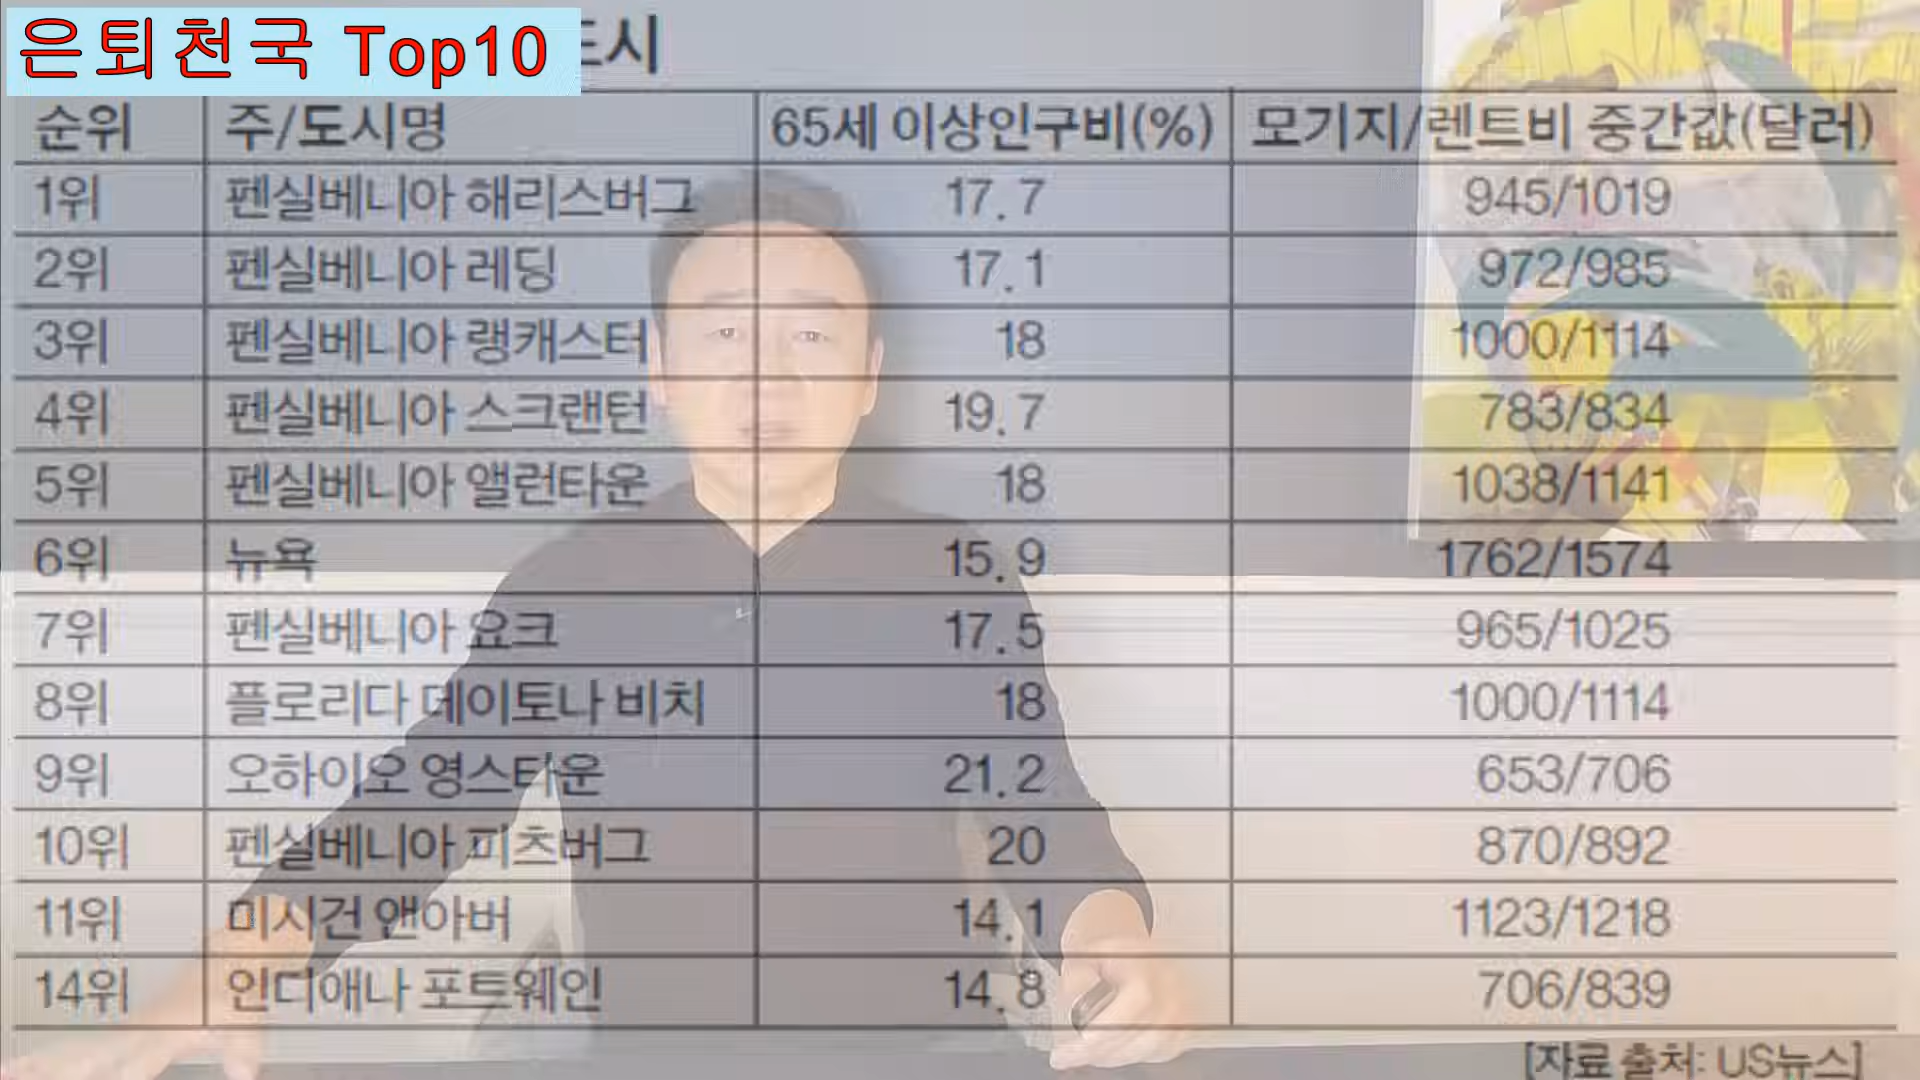 은퇴천국 Top10 도시
순위 주/도시명 65세 이상인구비(%) 모기지/렌트비 중간값(달러)
1위 펜실베니아 해리스버그 17.7 945/1019
2위 펜실베니아 레딩 17.1 972/985
3위 펜실베니아 랭캐스터 18 1000/1114
4위 펜실베니아 스크랜턴 19.7 783/834
5위 펜실베니아 앨런타운 18 1038/1141
6위 뉴욕 15.9 1762/1574
7위 펜실베니아 요크 17.5 965/1025
8위 플로리다 데이토나 비치 18 1000/1114
9위 오하이오 영스타운 21.2 653/706
10위 펜실베니아 피츠버그 20 870/892
11위 미시건 앤아버 14.1 1123/1218
14위 인디애나 포트웨인 14.8 706/839
[자료 출처: US뉴스]